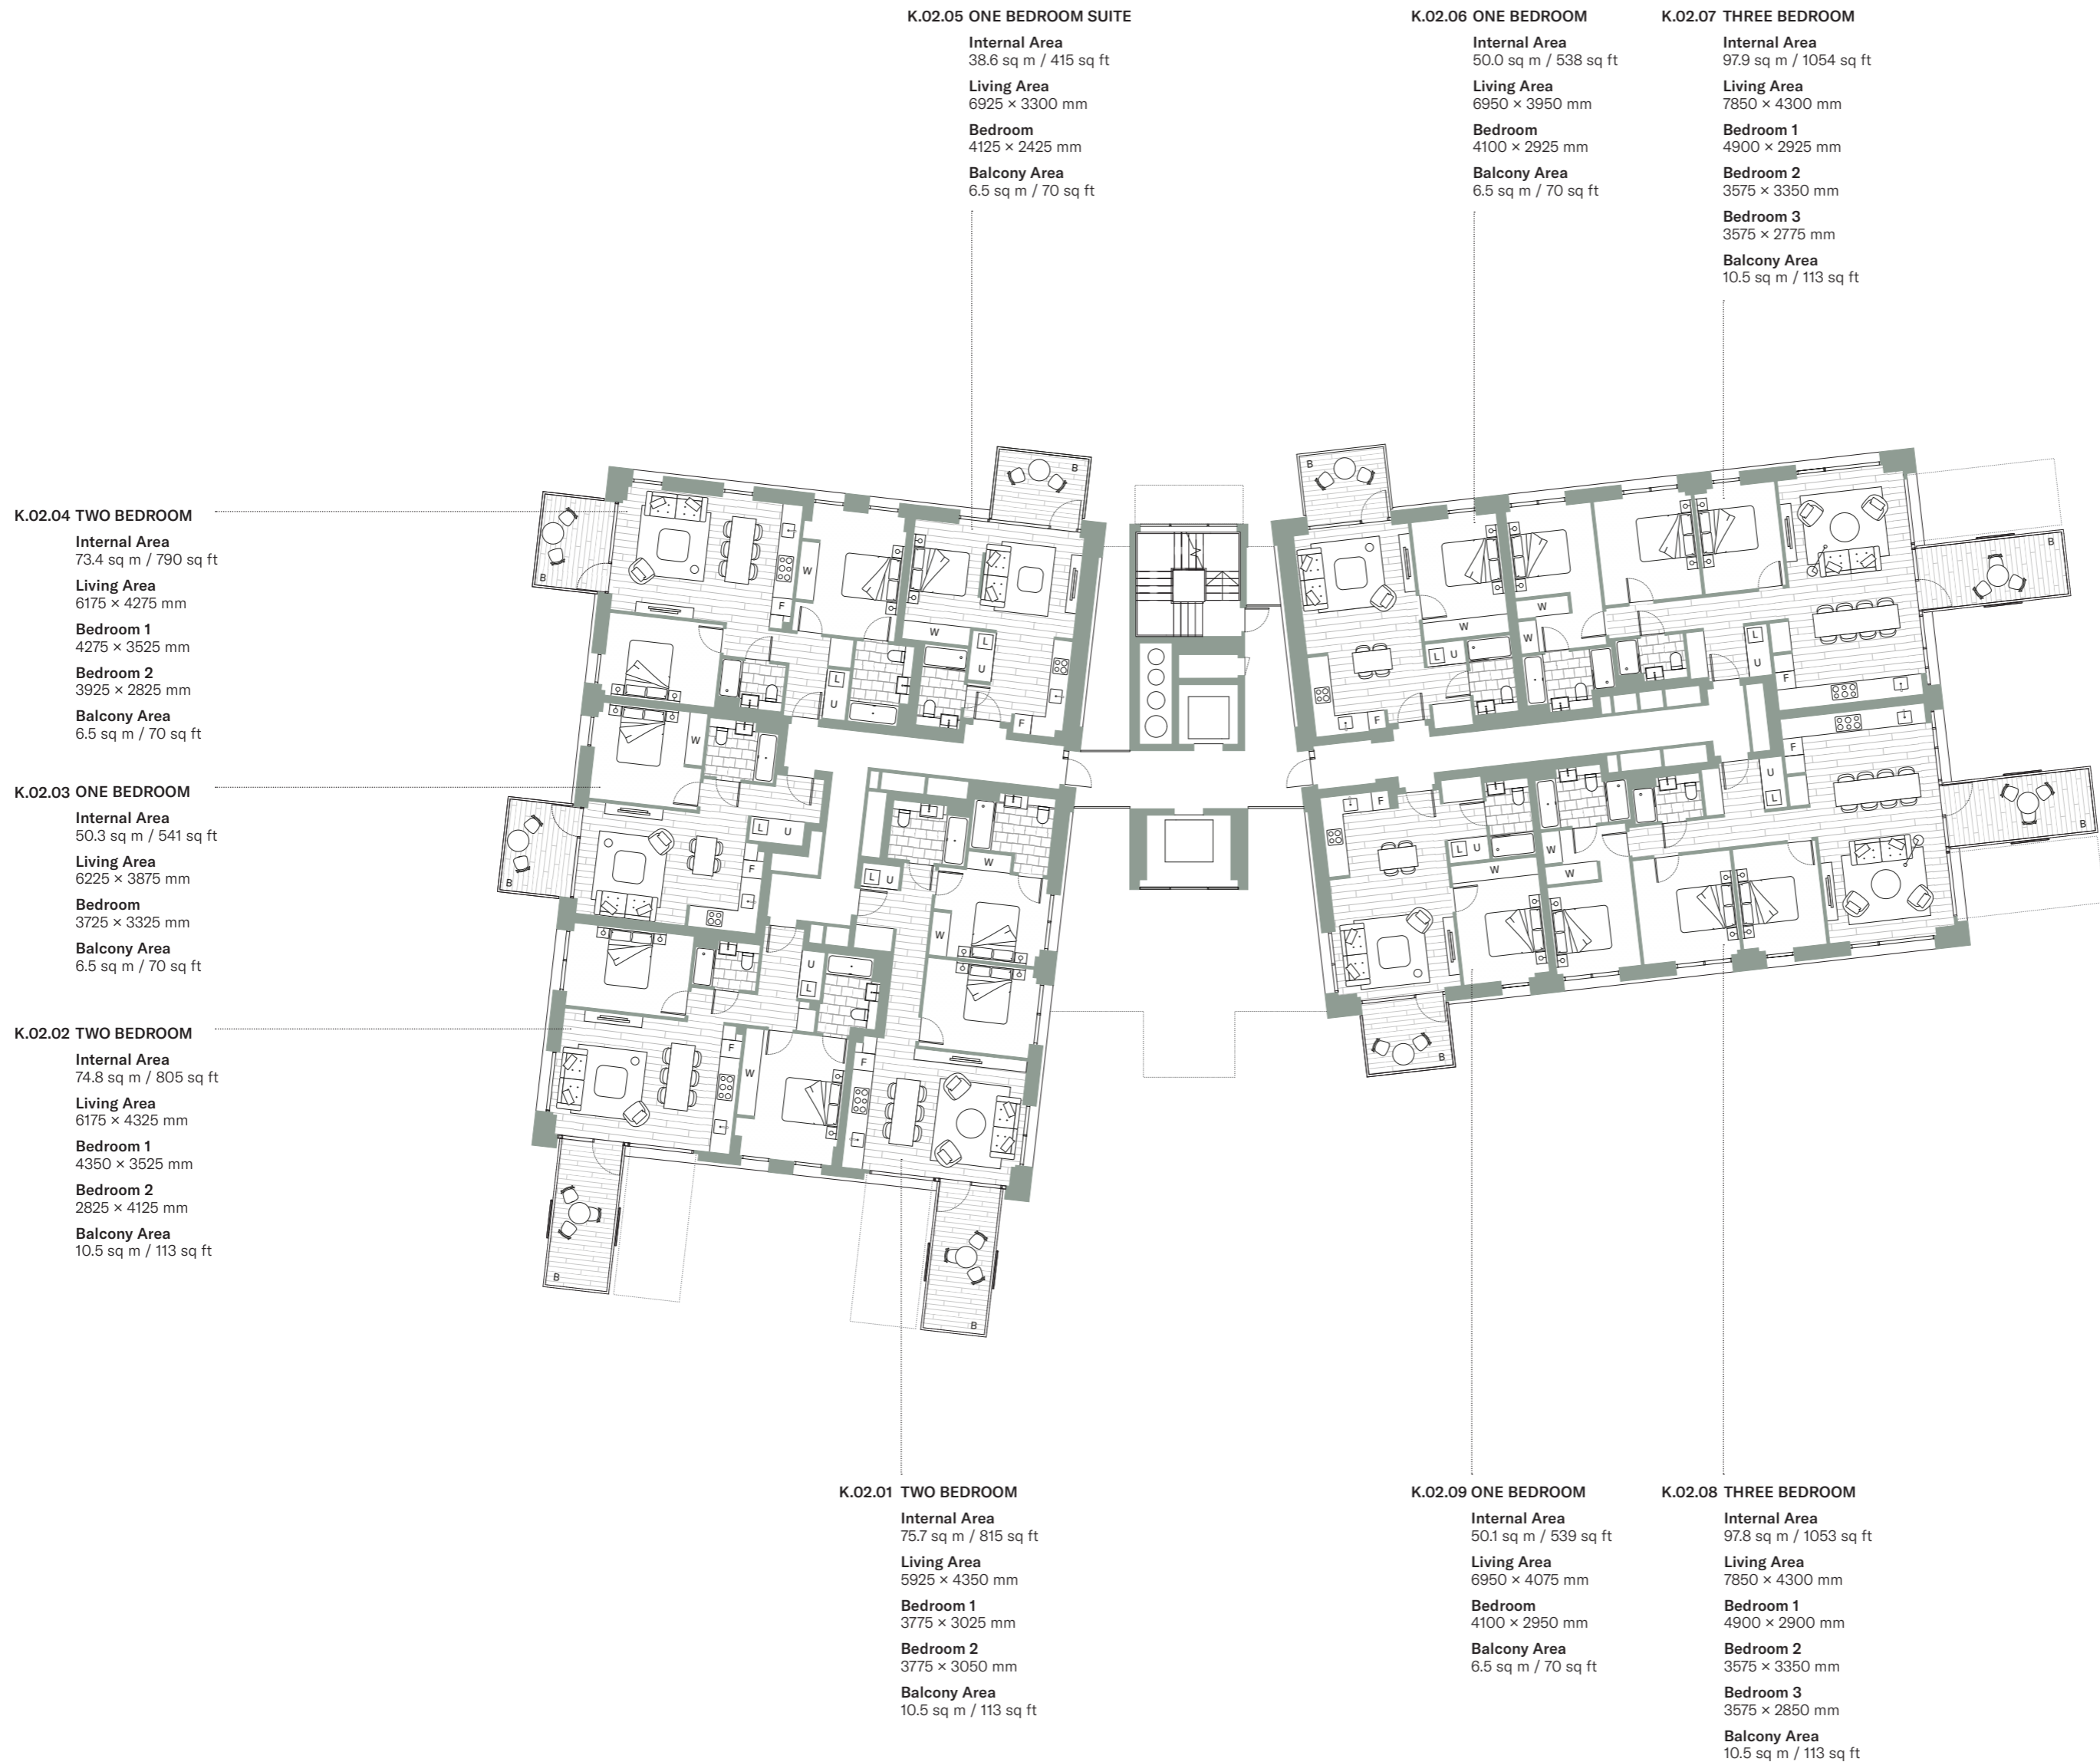 K.02.05 ONE BEDROOM SUITE
Internal Area
38.6 sq m / 415 sq ft
Living Area
6925 × 3300 mm
Bedroom
4125 × 2425 mm
Balcony Area
6.5 sq m / 70 sq ft
K.02.06 ONE BEDROOM
Internal Area
50.0 sq m / 538 sq ft
Living Area
6950 × 3950 mm
Bedroom
4100 × 2925 mm
Balcony Area
6.5 sq m / 70 sq ft
K.02.07 THREE BEDROOM
Internal Area
97.9 sq m / 1054 sq ft
Living Area
7850 × 4300 mm
Bedroom 1
4900 × 2925 mm
Bedroom 2
3575 × 3350 mm
Bedroom 3
3575 × 2775 mm
Balcony Area
10.5 sq m / 113 sq ft
K.02.04 TWO BEDROOM
Internal Area
73.4 sq m / 790 sq ft
Living Area
6175 × 4275 mm
Bedroom 1
4275 × 3525 mm
Bedroom 2
3925 × 2825 mm
Balcony Area
6.5 sq m / 70 sq ft
K.02.03 ONE BEDROOM
Internal Area
50.3 sq m / 541 sq ft
Living Area
6225 × 3875 mm
Bedroom
3725 × 3325 mm
Balcony Area
6.5 sq m / 70 sq ft
K.02.02 TWO BEDROOM
Internal Area
74.8 sq m / 805 sq ft
Living Area
6175 × 4325 mm
Bedroom 1
4350 × 3525 mm
Bedroom 2
2825 × 4125 mm
Balcony Area
10.5 sq m / 113 sq ft
B
W
F
L
U
B
W
L
U
F
W
L
U
F
B
B
W
L
U
F
B
W
L
U
F
B
W
W
L
U
F
B
W
W
L
U
F
B
F
L
U
W
B
F
U
L
W
W
B
K.02.01 TWO BEDROOM
Internal Area
75.7 sq m / 815 sq ft
Living Area
5925 × 4350 mm
Bedroom 1
3775 × 3025 mm
Bedroom 2
3775 × 3050 mm
Balcony Area
10.5 sq m / 113 sq ft
K.02.09 ONE BEDROOM
Internal Area
50.1 sq m / 539 sq ft
Living Area
6950 × 4075 mm
Bedroom
4100 × 2950 mm
Balcony Area
6.5 sq m / 70 sq ft
K.02.08 THREE BEDROOM
Internal Area
97.8 sq m / 1053 sq ft
Living Area
7850 × 4300 mm
Bedroom 1
4900 × 2900 mm
Bedroom 2
3575 × 3350 mm
Bedroom 3
3575 × 2850 mm
Balcony Area
10.5 sq m / 113 sq ft